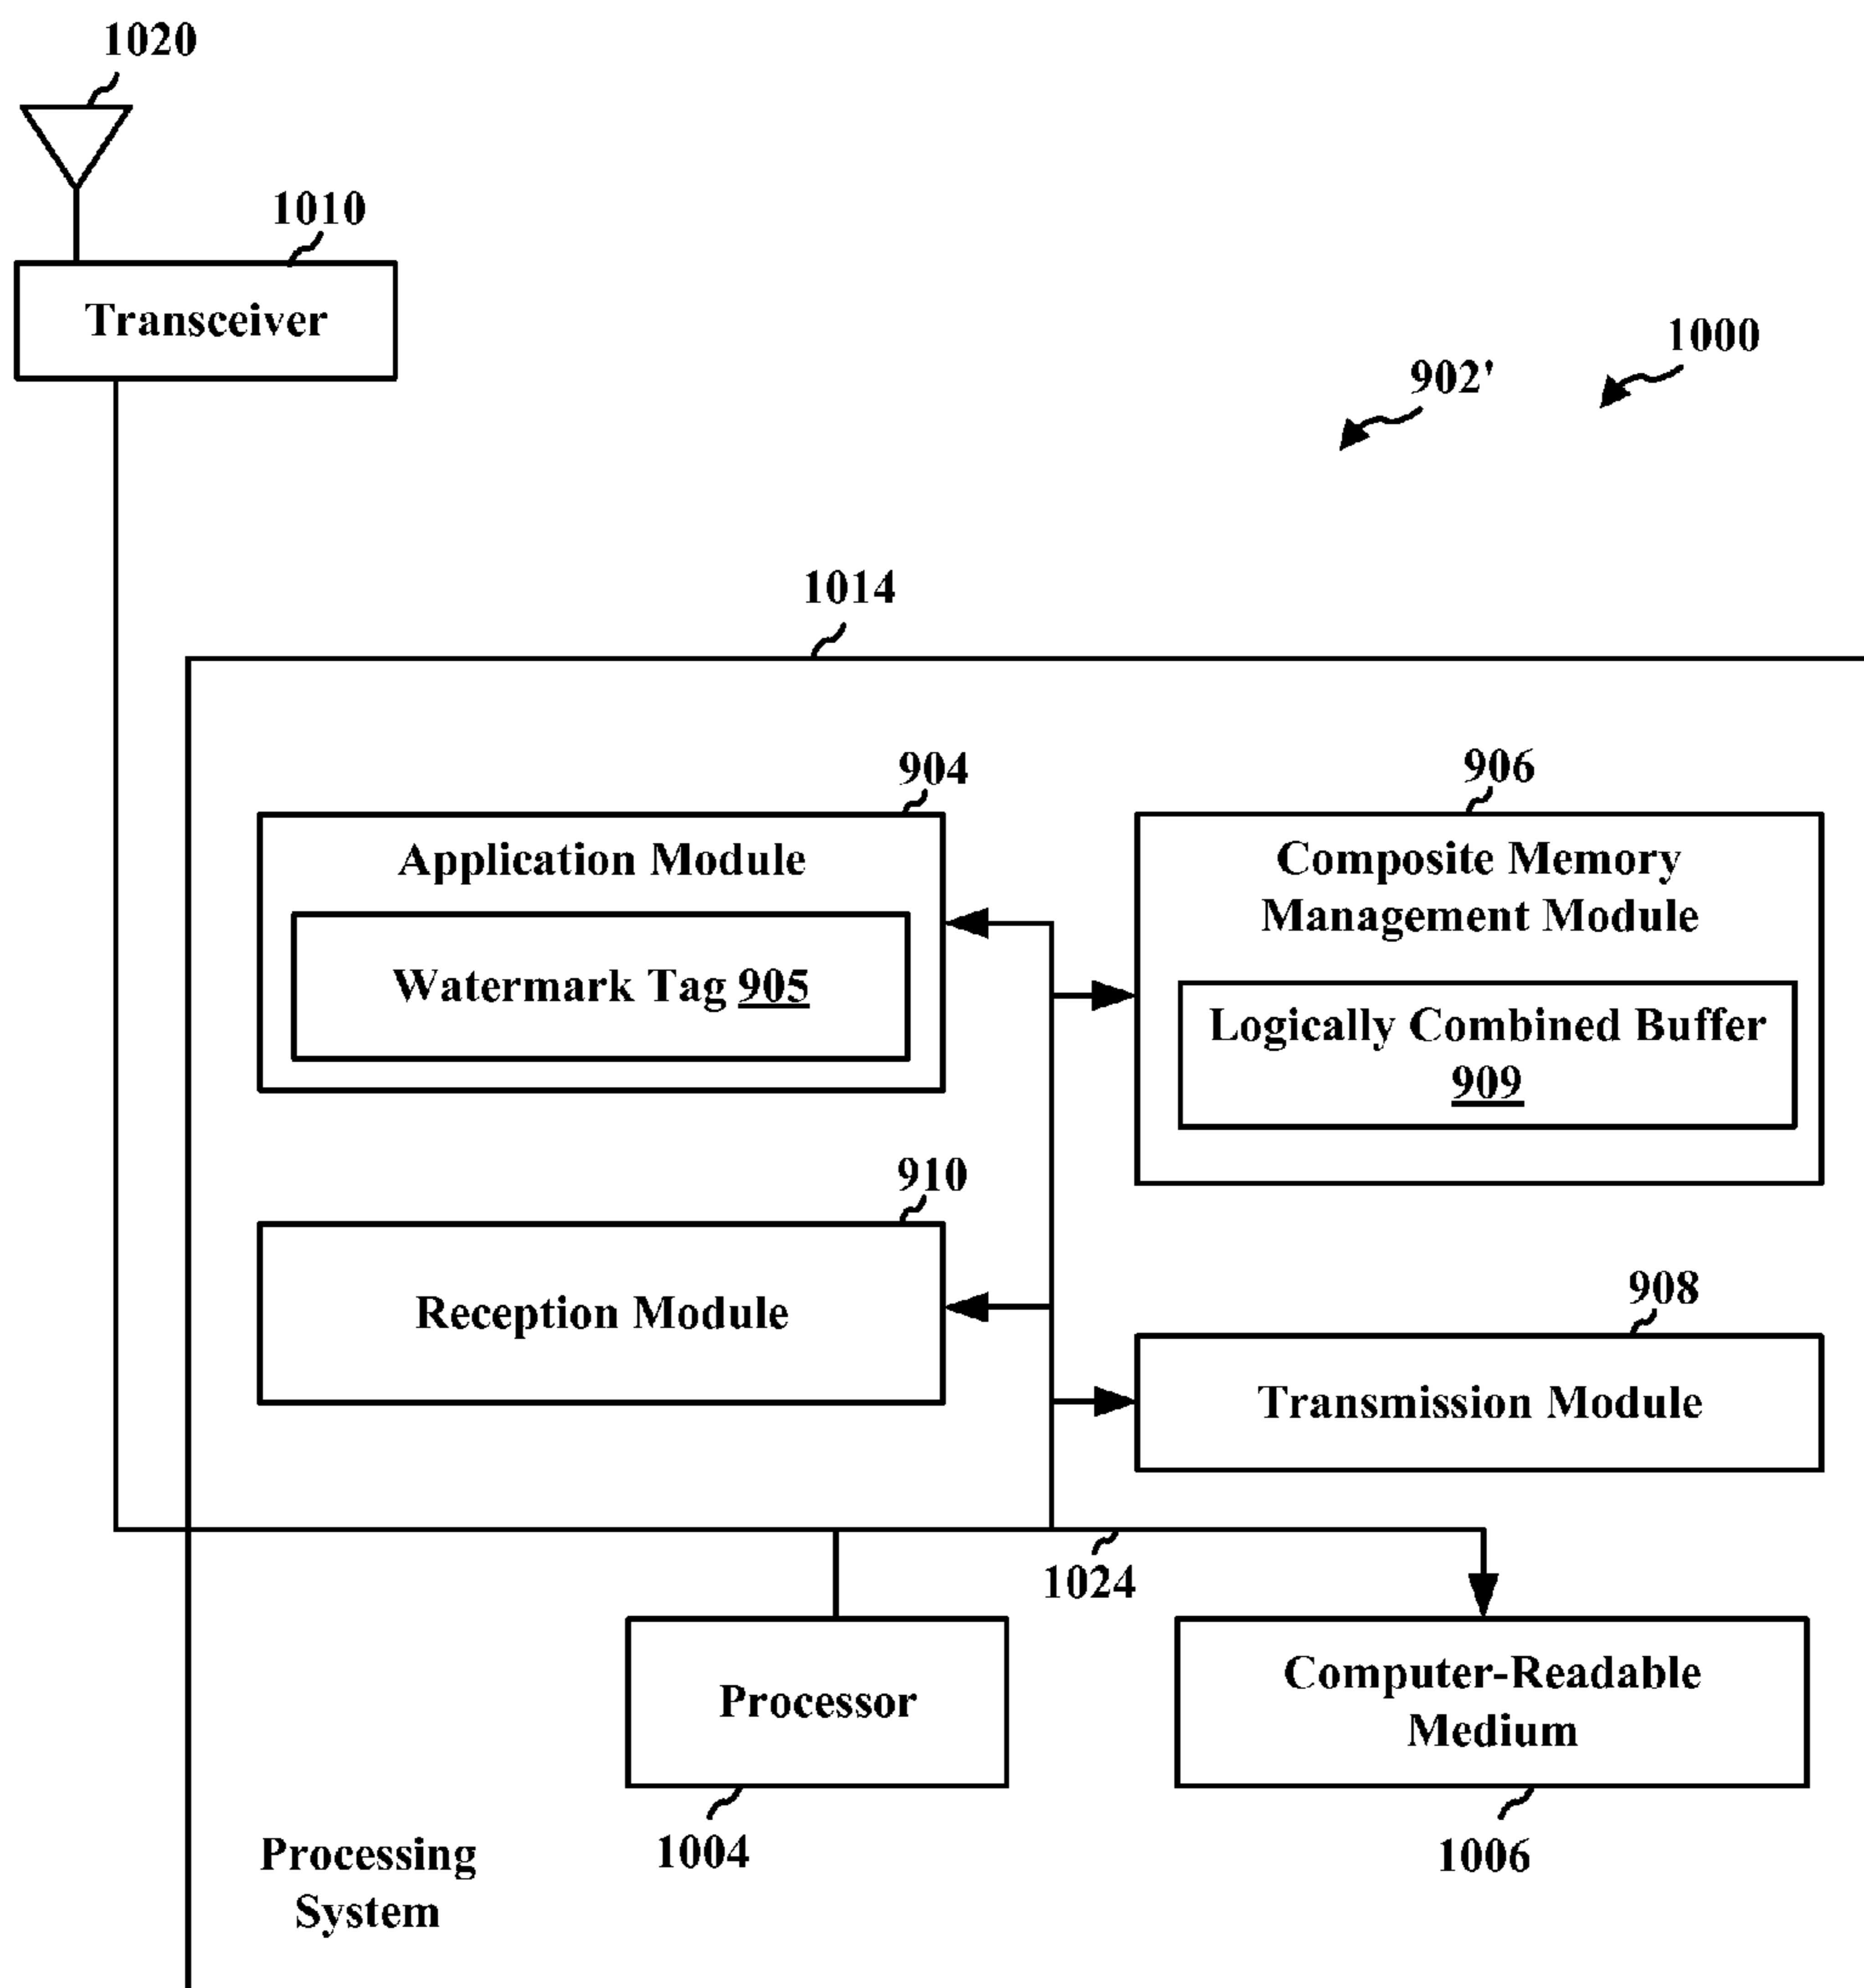 1020
1010
Transceiver
1000
902'
1014
904
906
Application Module
Composite Memory
Management Module
Watermark Tag 905
Logically Combined Buffer
909
910
Reception Module
908
Transmission Module
1024
Processor
Computer-Readable
Medium
1004
1006
Processing
System